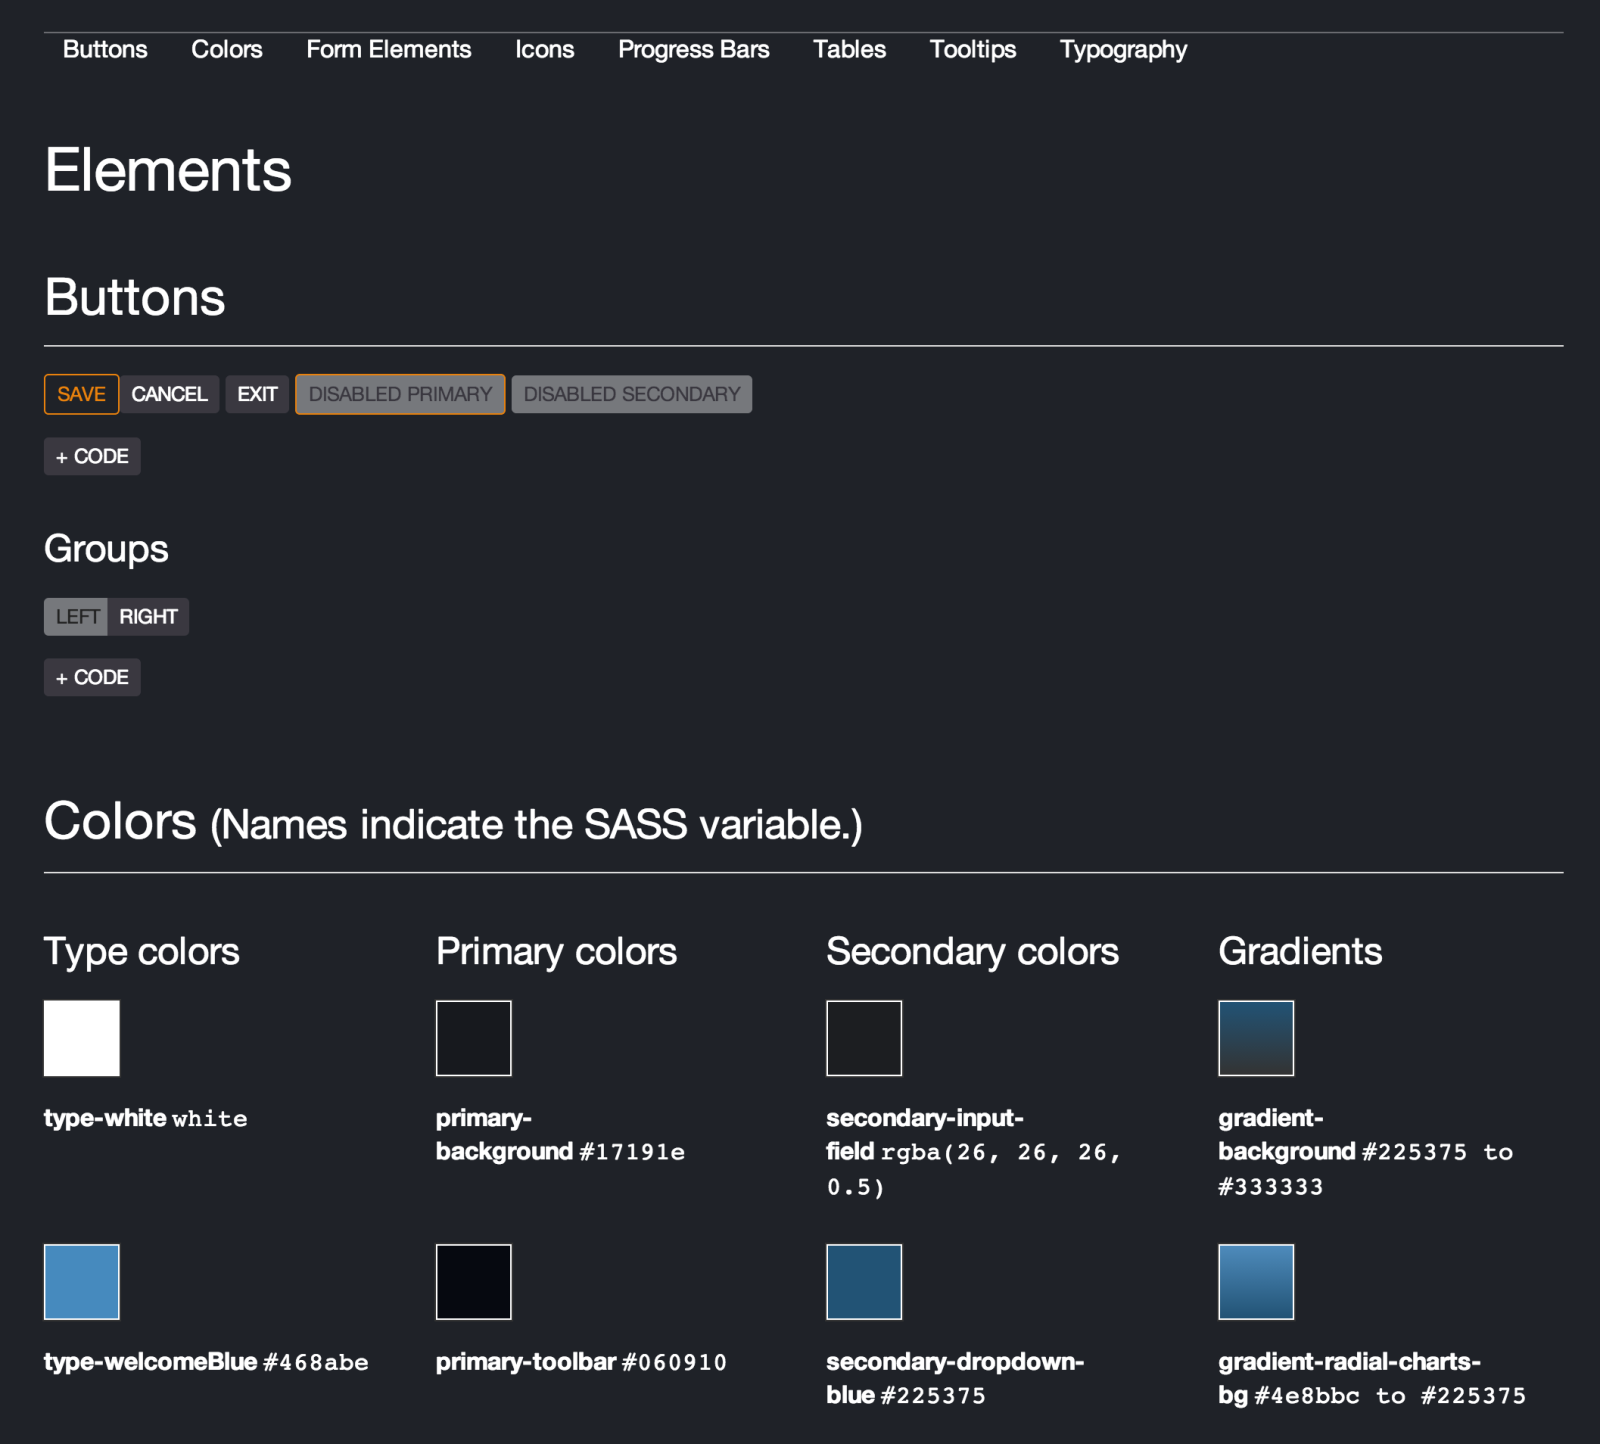 Buttons Colors Form Elements Icons Progress Bars Tables Tooltips Typography
Elements
Buttons
SAVE CANCEL EXIT DISABLED PRIMARY DISABLED SECONDARY
+ CODE
Groups
LEFT RIGHT
+ CODE
Colors (Names indicate the SASS variable.)
Type colors
type-white white
type-welcomeBlue #468abe
Primary colors
primary-
background #17191e
primary-toolbar #060910
Secondary colors
secondary-input-
field rgba(26, 26, 26,
0.5)
secondary-dropdown-
blue #225375
Gradients
gradient-
background #225375 to
#333333
gradient-radial-charts-
bg #4e8bbc to #225375